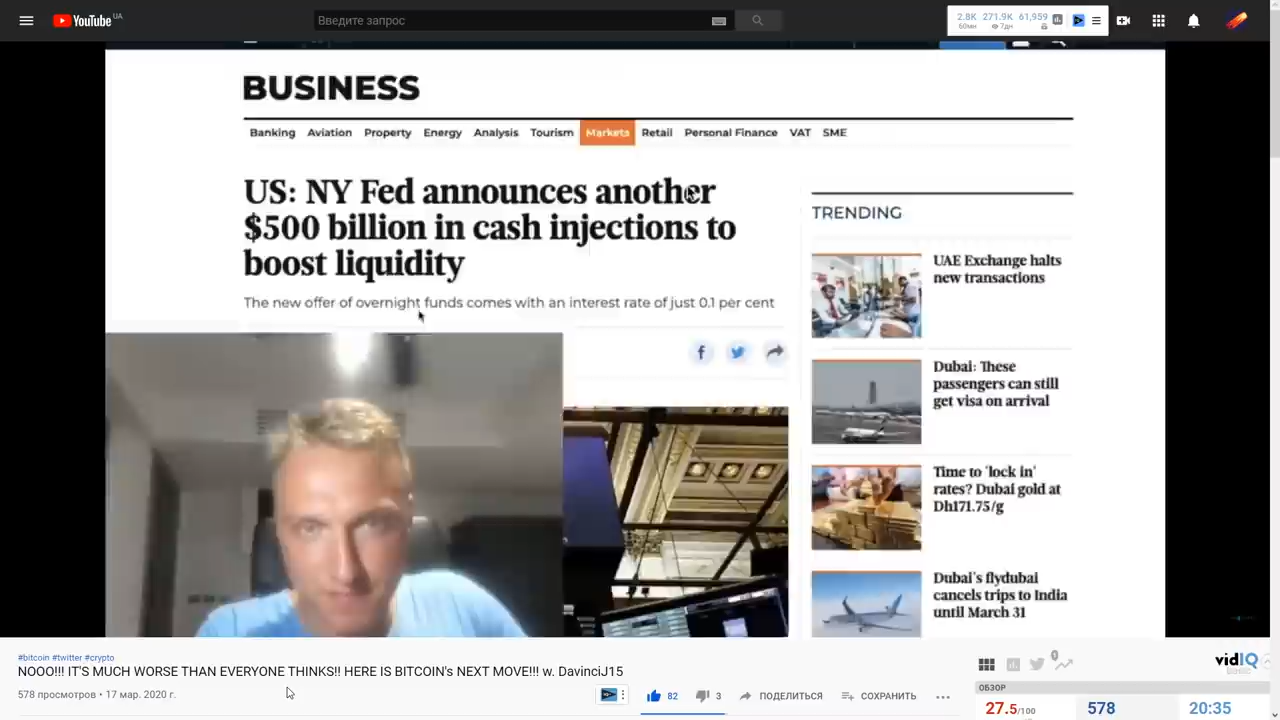 YouTube UA
Введите запрос
2.8K 271.9K 61,959
60мин 7дн
BUSINESS
Banking Aviation Property Energy Analysis Tourism Markets Retail Personal Finance VAT SME
US: NY Fed announces another
$500 billion in cash injections to
boost liquidity
The new offer of overnight funds comes with an interest rate of just 0.1 per cent
TRENDING
UAE Exchange halts
new transactions
Dubai: These
passengers can still
get visa on arrival
Time to 'lock in'
rates? Dubai gold at
Dh171.75/g
Dubai's flydubai
cancels trips to India
until March 31
#bitcoin #twitter #crypto
NOOO!!! IT'S MUCH WORSE THAN EVERYONE THINKS!! HERE IS BITCOIN's NEXT MOVE!!! w. DavinciJ15
578 просмотров • 17 мар. 2020 г.
82
3
ПОДЕЛИТЬСЯ
СОХРАНИТЬ
0
vidIQ
ОБЗОР
27.5/100 578 20:35